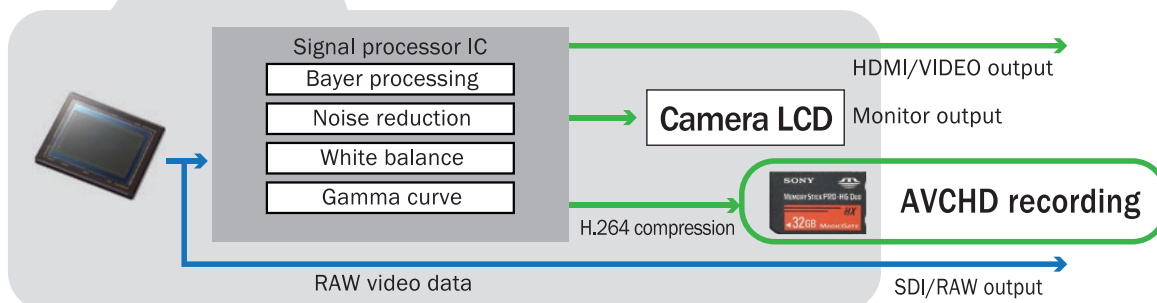 Signal processor IC
Bayer processing
Noise reduction
White balance
Gamma curve
HDMI/VIDEO output
Camera LCD
Monitor output
H.264 compression
SONY
MEMORY STICK PRO-HG DUO
HX
32GB MAGICGATE
AVCHD recording
RAW video data
SDI/RAW output